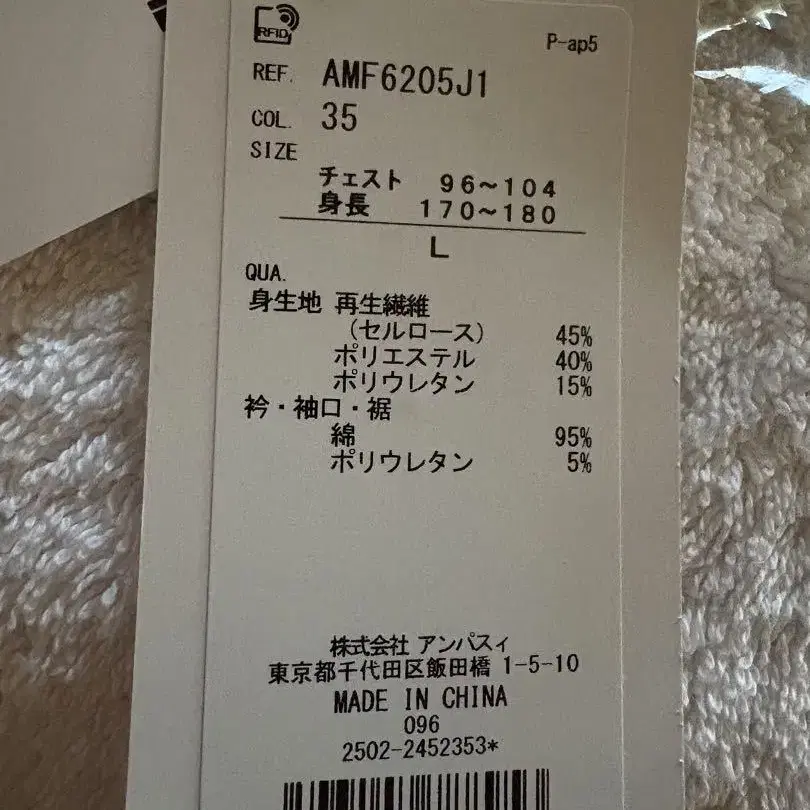 RFID
P-ap5
REF. AMF6205J1
COL. 35
SIZE
チェスト 96~104
身長 170~180
L
QUA.
身生地 再生繊維
(セルロース) 45%
ポリエステル 40%
ポリウレタン 15%
衿・袖口・裾
綿 95%
ポリウレタン 5%
株式会社 アンパスィ
東京都千代田区飯田橋 1-5-10
MADE IN CHINA
096
2502-2452353*